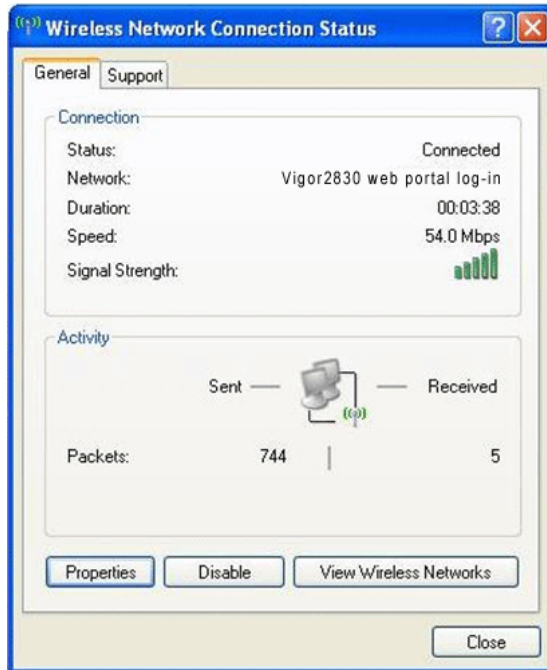 Wireless Network Connection Status
General
Support
Connection
Status: Connected
Network: Vigor2830 web portal log-in
Duration: 00:03:38
Speed: 54.0 Mbps
Signal Strength:
Activity
Sent Received
Packets: 744 5
Properties Disable View Wireless Networks
Close